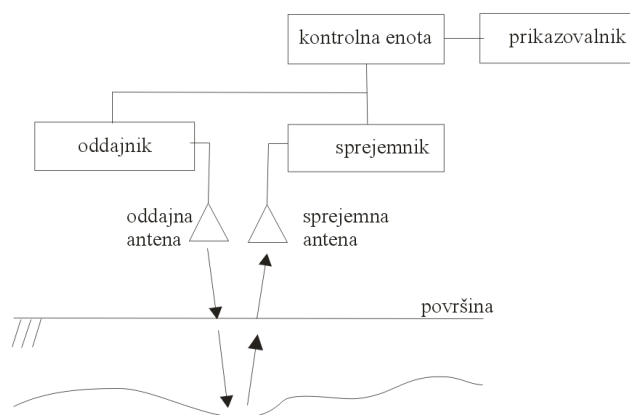 kontrolna enota
prikazovalnik
oddajnik
sprejemnik
oddajna
antena
sprejemna
antena
površina